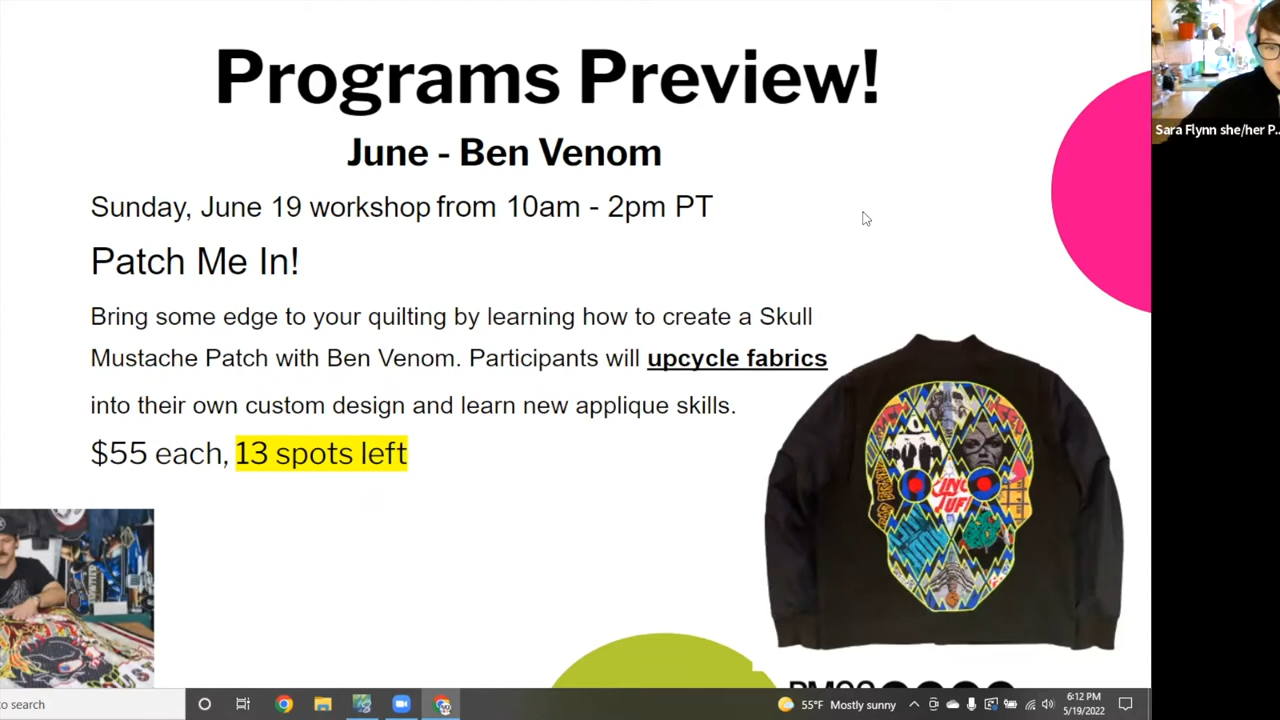 Programs Preview!
Sara Flynn she/her P...
June - Ben Venom
Sunday, June 19 workshop from 10am - 2pm PT
Patch Me In!
Bring some edge to your quilting by learning how to create a Skull
Mustache Patch with Ben Venom. Participants will upcycle fabrics
into their own custom design and learn new applique skills.
$55 each, 13 spots left
to search
55°F Mostly sunny
6:12 PM
5/19/2022